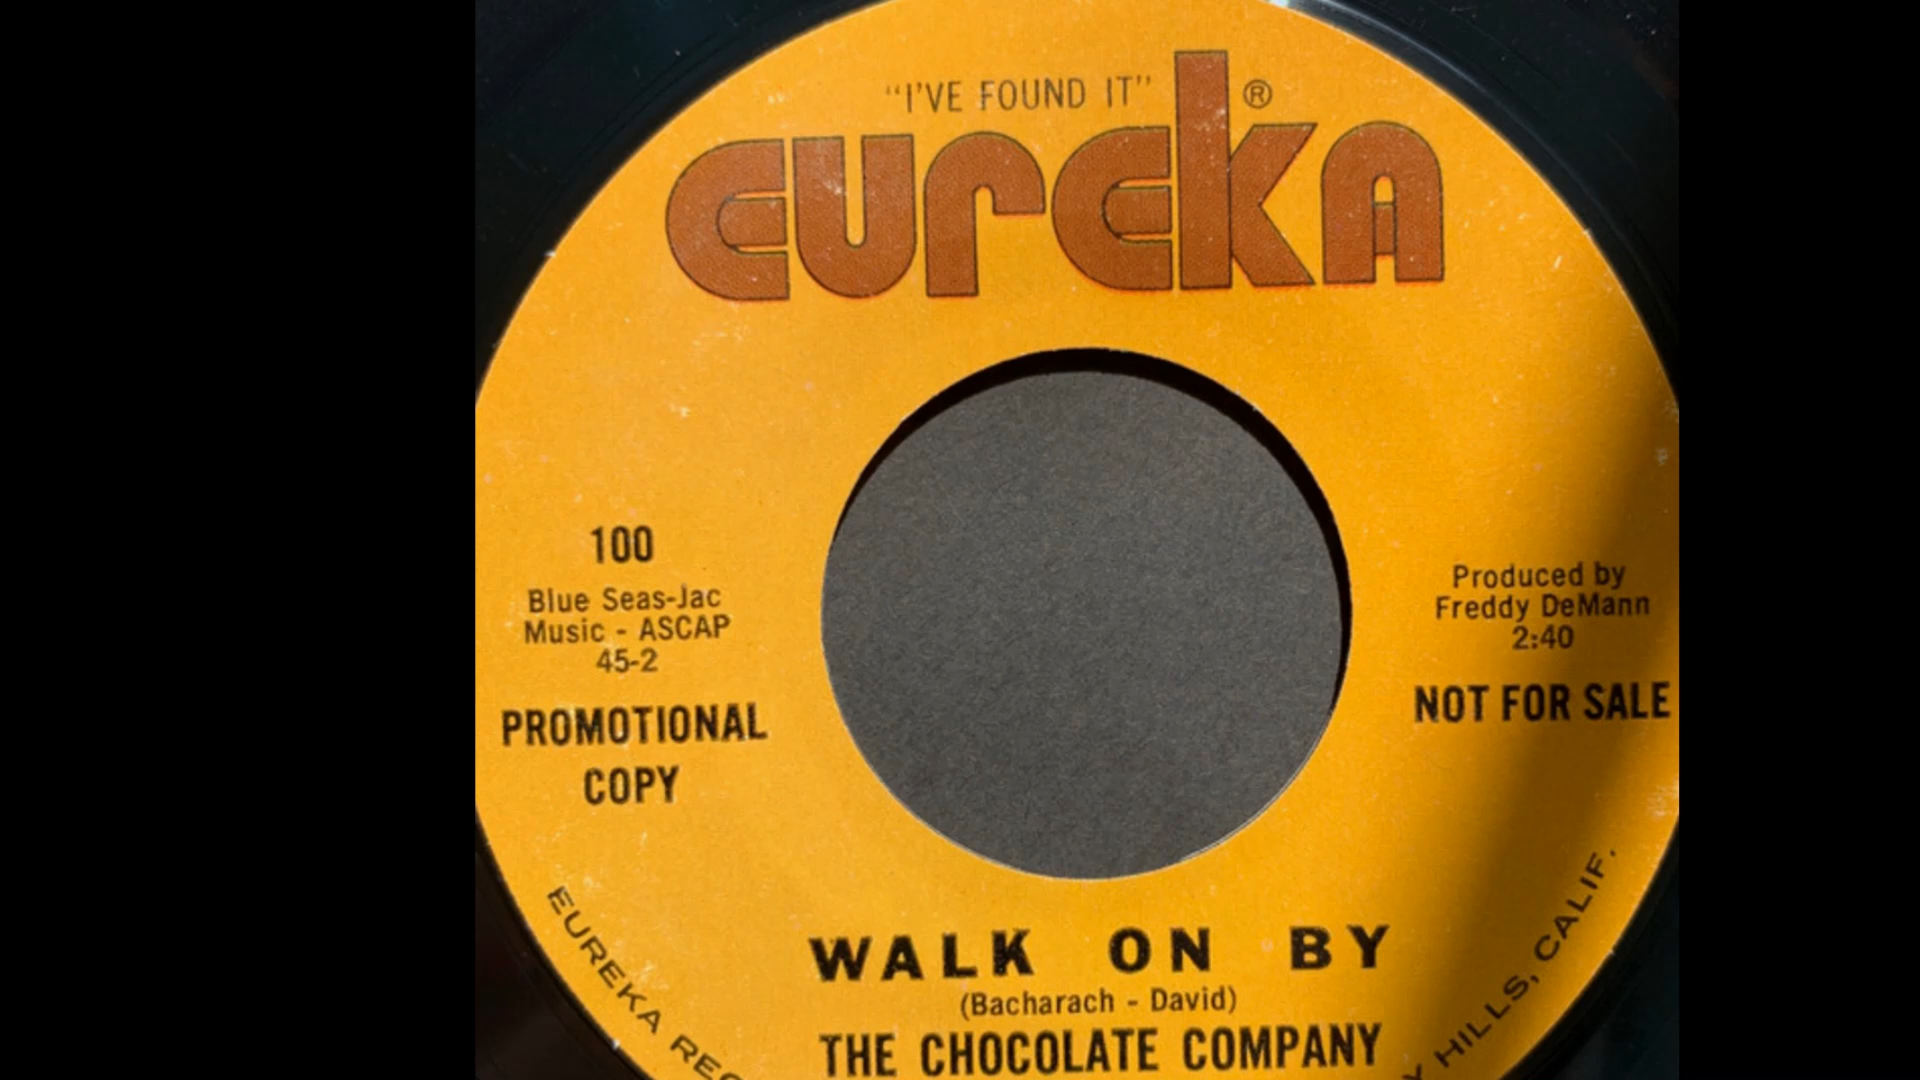 "I'VE FOUND IT"
eureka ®
100
Blue Seas-Jac
Music - ASCAP
45-2
PROMOTIONAL
COPY
Produced by
Freddy DeMann
2:40
NOT FOR SALE
WALK ON BY
(Bacharach - David)
THE CHOCOLATE COMPANY
EUREKA
HILLS, CALIF.